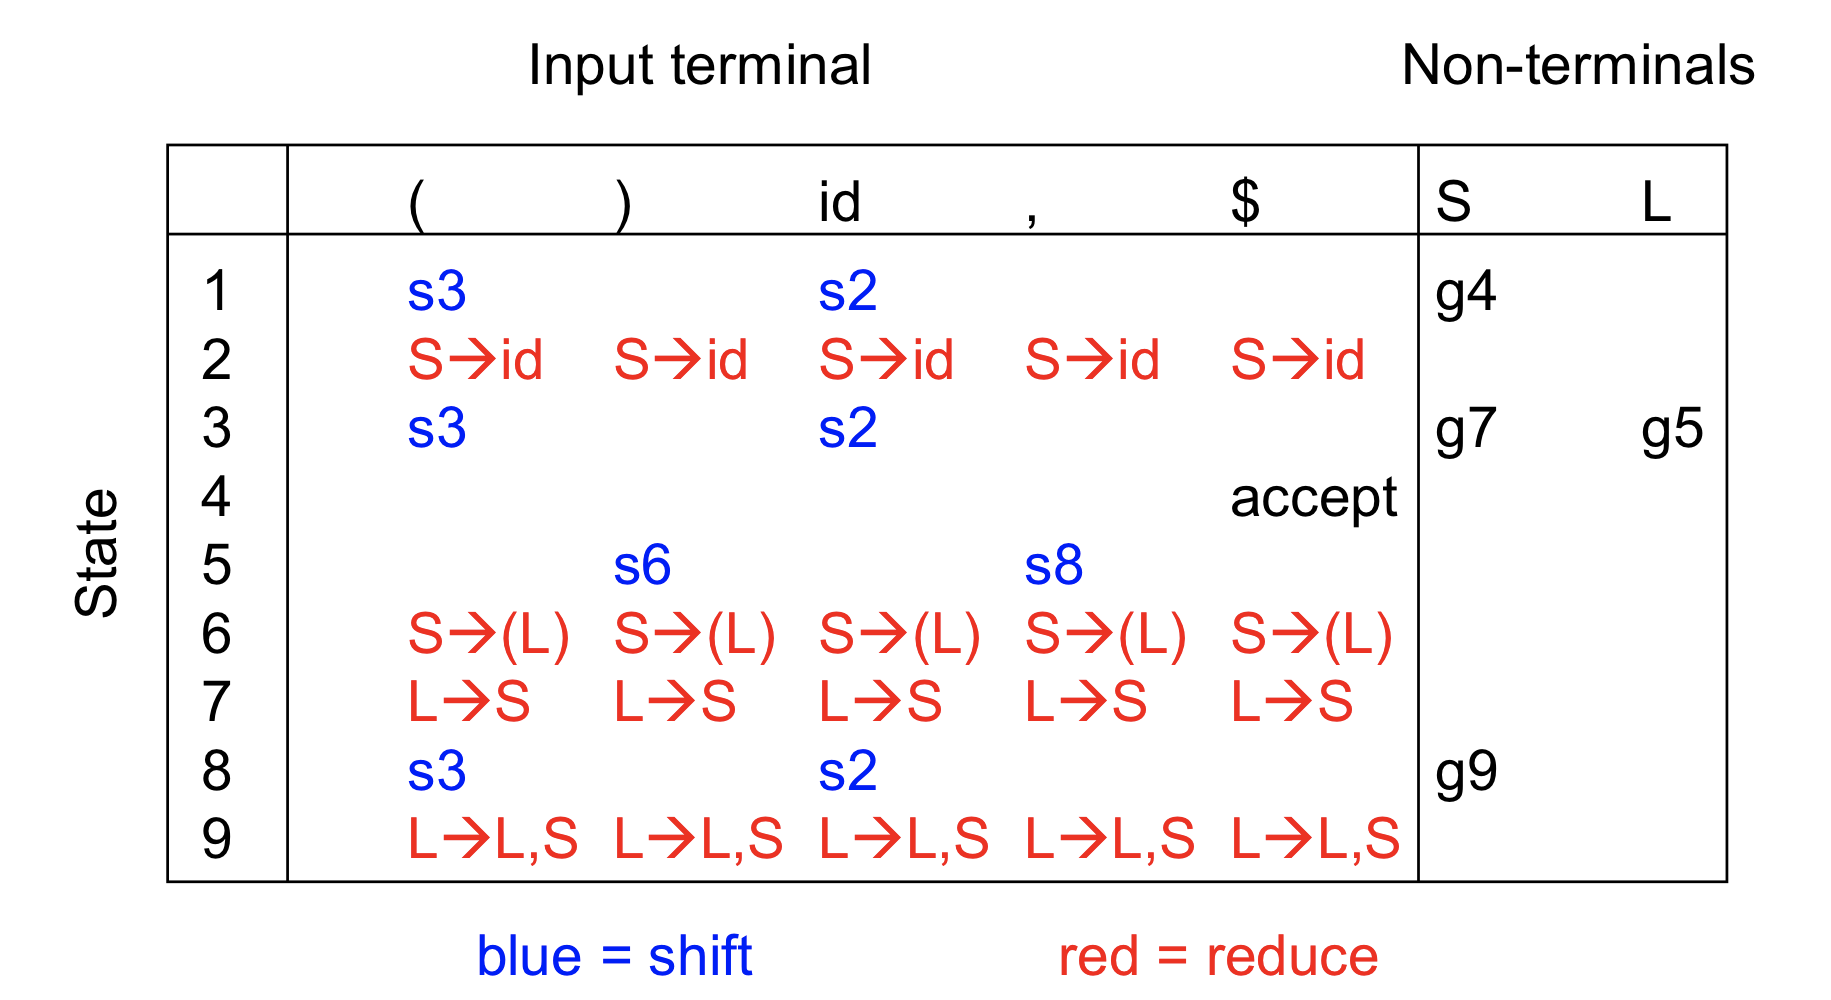 Input terminal Non-terminals
( ) id , $ S L
1 s3 s2 g4
2 S→id S→id S→id S→id S→id
3 s3 s2 g7 g5
4 accept
5 s6 s8
6 S→(L) S→(L) S→(L) S→(L) S→(L)
7 L→S L→S L→S L→S L→S
8 s3 s2 g9
9 L→L,S L→L,S L→L,S L→L,S L→L,S
State
blue = shift red = reduce